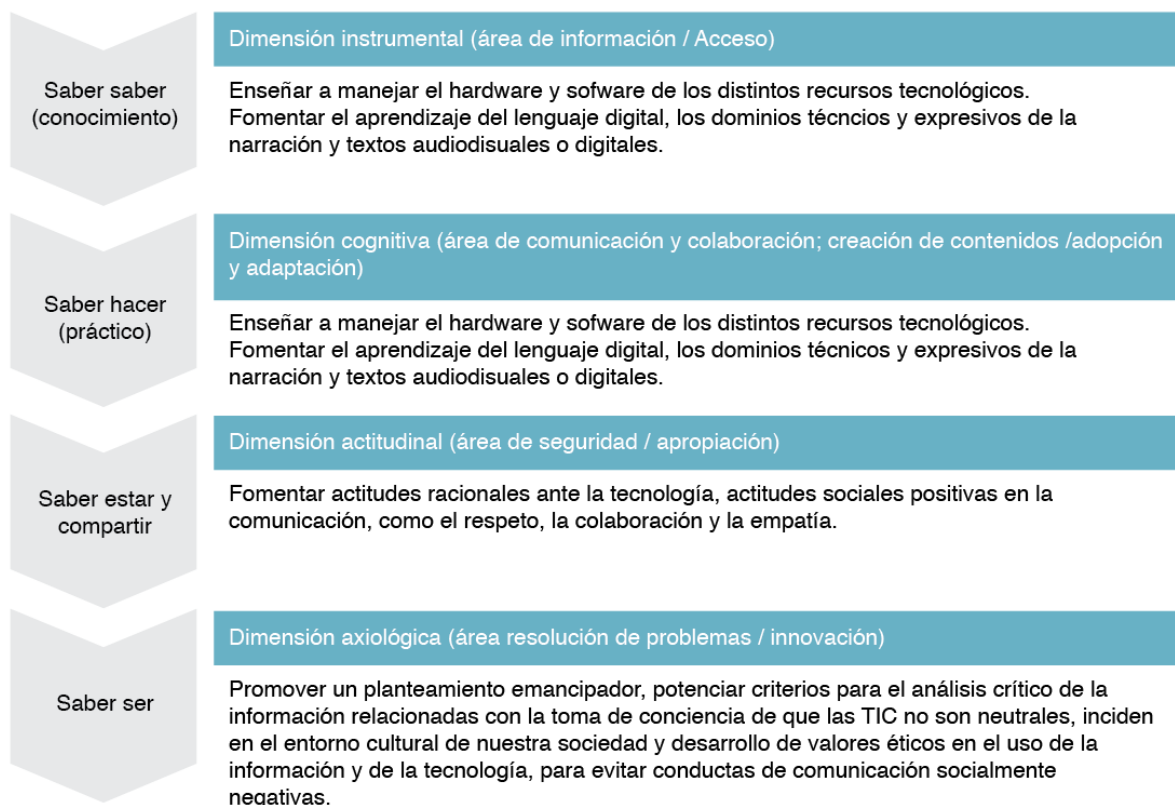 Saber saber
(conocimiento)
Dimensión instrumental (área de información / Acceso)
Enseñar a manejar el hardware y sofware de los distintos recursos tecnológicos.
Fomentar el aprendizaje del lenguaje digital, los dominios técncios y expresivos de la
narración y textos audiodisuales o digitales.
Saber hacer
(práctico)
Dimensión cognitiva (área de comunicación y colaboración; creación de contenidos /adopción
y adaptación)
Enseñar a manejar el hardware y sofware de los distintos recursos tecnológicos.
Fomentar el aprendizaje del lenguaje digital, los dominios técnicos y expresivos de la
narración y textos audiodisuales o digitales.
Saber estar y
compartir
Dimensión actitudinal (área de seguridad / apropiación)
Fomentar actitudes racionales ante la tecnología, actitudes sociales positivas en la
comunicación, como el respeto, la colaboración y la empatía.
Saber ser
Dimensión axiológica (área resolución de problemas / innovación)
Promover un planteamiento emancipador, potenciar criterios para el análisis crítico de la
información relacionadas con la toma de conciencia de que las TIC no son neutrales, inciden
en el entorno cultural de nuestra sociedad y desarrollo de valores éticos en el uso de la
información y de la tecnología, para evitar conductas de comunicación socialmente
negativas.